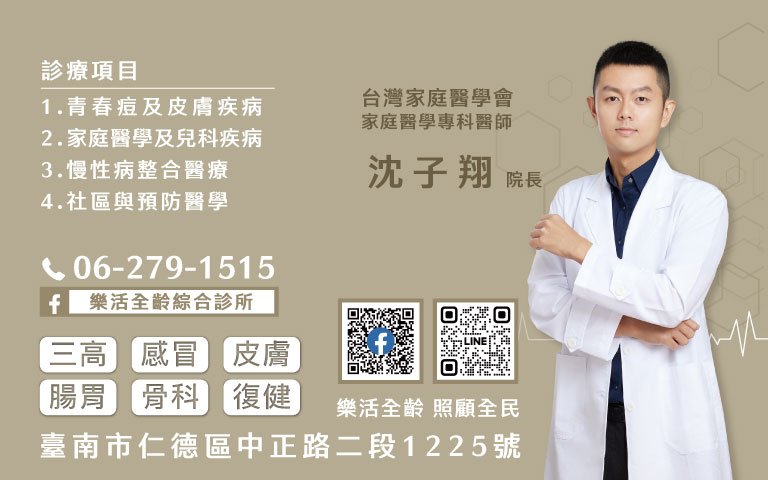 診療項目
1.青春痘及皮膚疾病
2.家庭醫學及兒科疾病
3.慢性病整合醫療
4.社區與預防醫學
台灣家庭醫學會
家庭醫學專科醫師
沈子翔 院長
06-279-1515
f 樂活全齡綜合診所
三高 感冒 皮膚
腸胃 骨科 復健
f
LINE
樂活全齡 照顧全民
臺南市仁德區中正路二段1225號